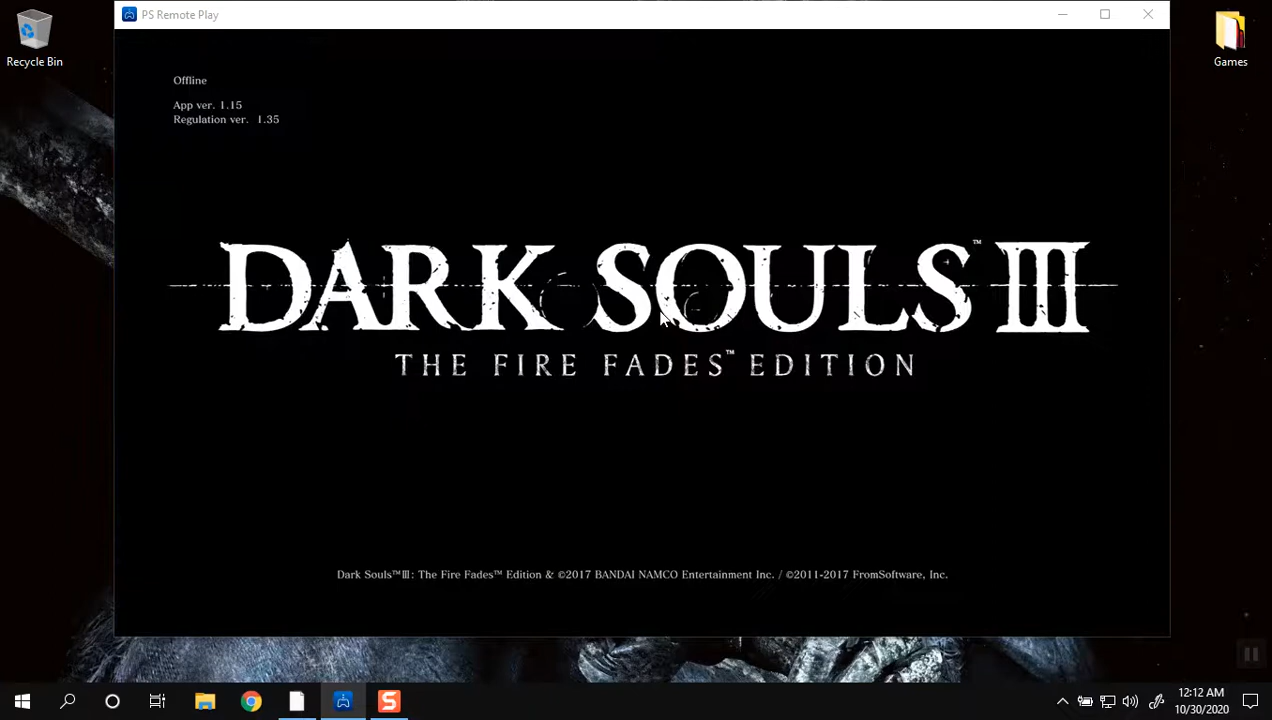 PS Remote Play
Recycle Bin
Games
Offline
App ver. 1.15
Regulation ver. 1.35
DARK SOULS™ III
THE FIRE FADES™ EDITION
Dark Souls™III: The Fire Fades™ Edition & ©2017 BANDAI NAMCO Entertainment Inc. / ©2011-2017 FromSoftware, Inc.
S
12:12 AM
10/30/2020